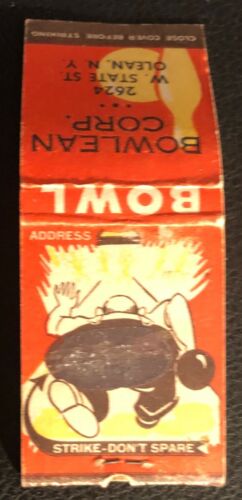 CLOSE COVER BEFORE STRIKING
BOWLEAN
CORP.
2624
W. STATE ST.
OLEAN, N. Y.
BOWL
ADDRESS
STRIKE-DON'T SPARE